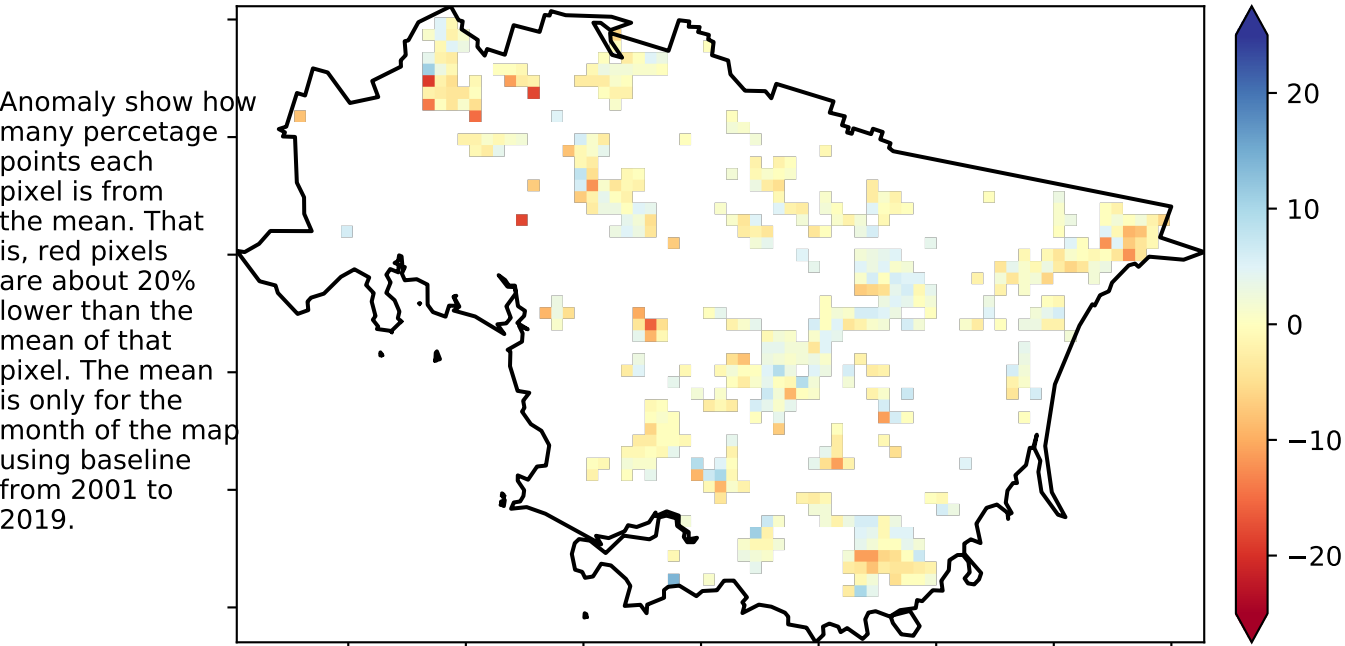 Anomaly show how
many percetage
points each
pixel is from
the mean. That
is, red pixels
are about 20%
lower than the
mean of that
pixel. The mean
is only for the
month of the map
using baseline
from 2001 to
2019.
20
10
0
−10
−20